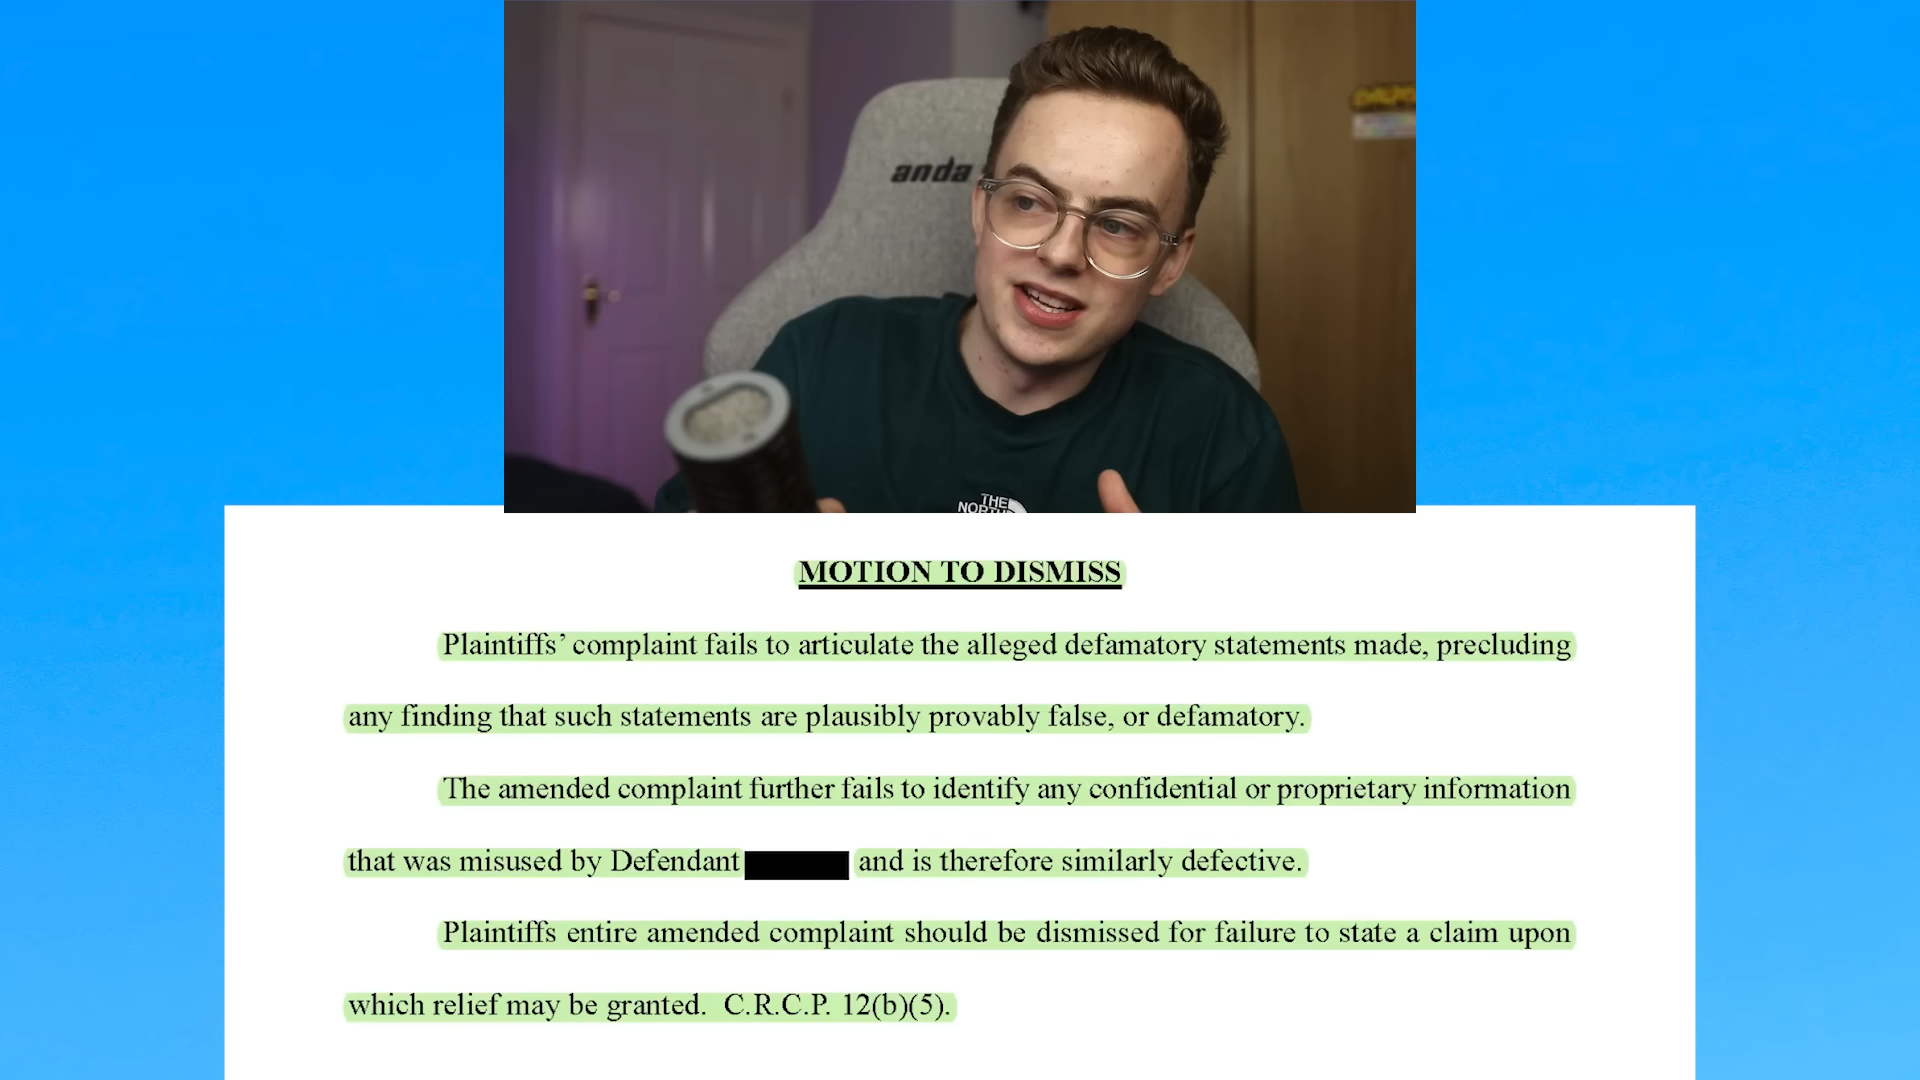 anda
THE
NORTH
MOTION TO DISMISS
Plaintiffs’ complaint fails to articulate the alleged defamatory statements made, precluding
any finding that such statements are plausibly provably false, or defamatory.
The amended complaint further fails to identify any confidential or proprietary information
that was misused by Defendant and is therefore similarly defective.
Plaintiffs entire amended complaint should be dismissed for failure to state a claim upon
which relief may be granted.  C.R.C.P. 12(b)(5).